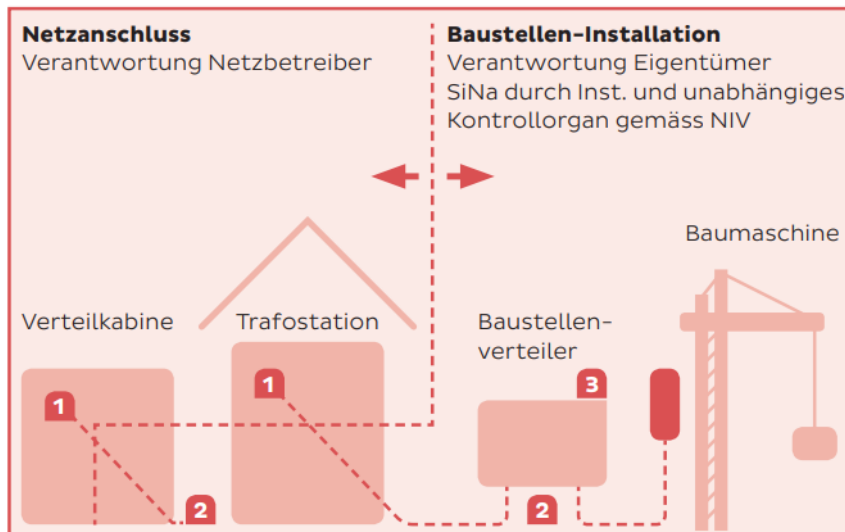 Netzanschluss
Verantwortung Netzbetreiber
Baustellen-Installation
Verantwortung Eigentümer
SiNa durch Inst. und unabhängiges
Kontrollorgan gemäss NIV
Baumaschine
Verteilkabine
Trafostation
Baustellen-
verteiler
1
1
3
2
2